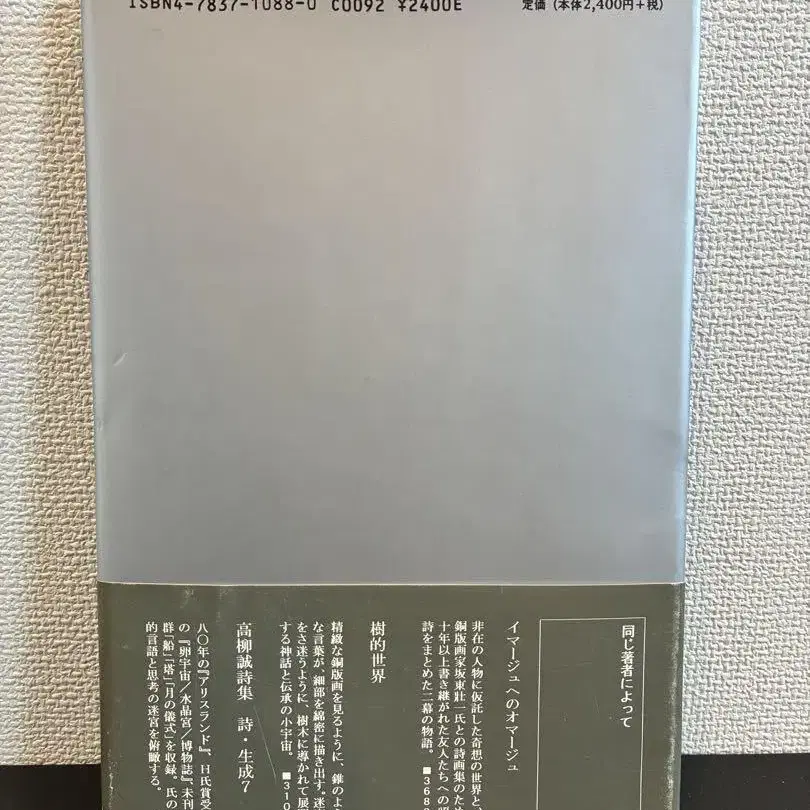 ISBN4-7837-1088-0 C0092 ¥2400E
定価(本体2,400円+税)
同じ著者によって
イマージュへのオマージュ
非在の人物に仮託した奇想の世界と、
銅版画家坂東壯一氏との詩画集のため
十年以上書き継がれた友人たちへの
詩をまとめた二幕の物語。■368
樹的世界
精緻な銅版画を見るように、錐のよ
な言葉が、細部を綿密に描き出す。迷
をさ迷うように、樹木に導かれて展
する神話と伝承の小宇宙。■310
高柳誠詩集 詩・生成7
八〇年の『アリスランド』、H氏賞受
の『卵宇宙/水晶宮/博物誌』、未刊
群「船」「塔」「月の儀式」を収録。氏の
的言語と思考の迷宮を俯瞰する。